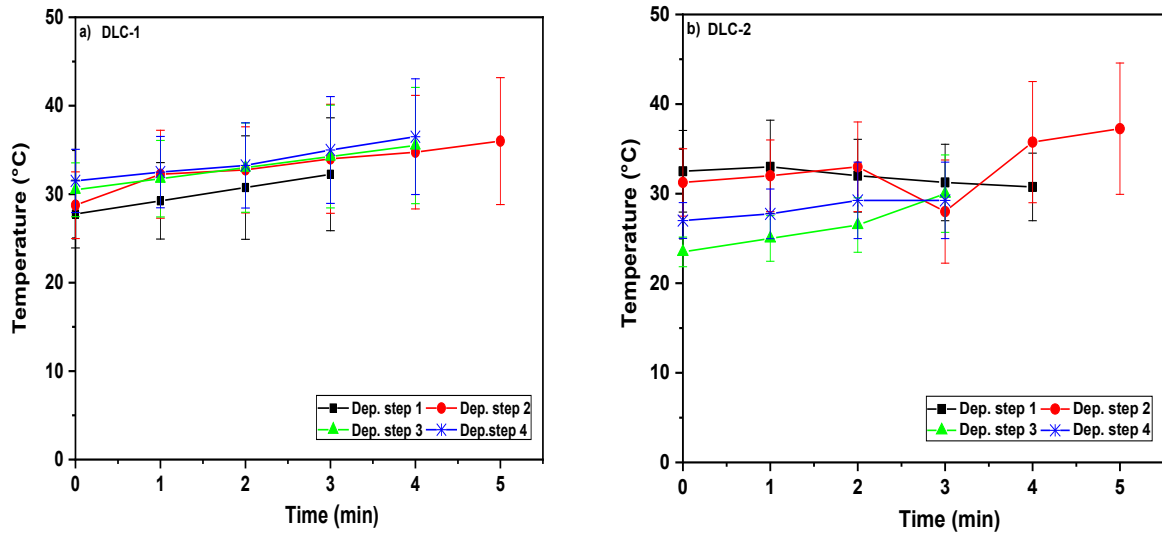 a) DLC-1
50
40
30
20
10
0
Temperature (°C)
0 1 2 3 4 5
Time (min)
Dep. step 1 Dep. step 2
Dep. step 3 Dep.step 4
b) DLC-2
50
40
30
20
10
0
Temperature (°C)
0 1 2 3 4 5
Time (min)
Dep. step 1 Dep. step 2
Dep. step 3 Dep. step 4